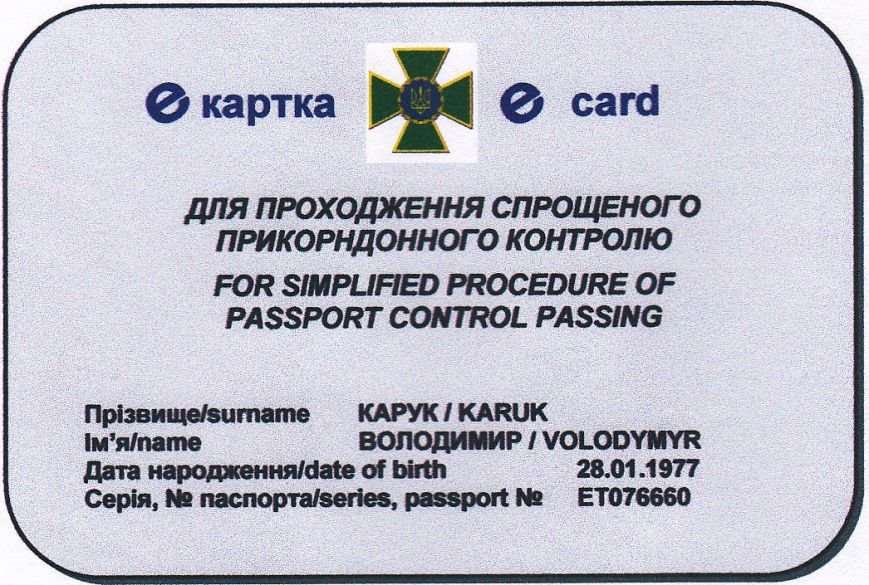 е картка e card
ДЛЯ ПРОХОДЖЕННЯ СПРОЩЕНОГО
ПРИКОРНДОННОГО КОНТРОЛЮ
FOR SIMPLIFIED PROCEDURE OF
PASSPORT CONTROL PASSING
Прізвище/surname КАРУК / KARUK
Ім’я/name ВОЛОДИМИР / VOLODYMYR
Дата народження/date of birth 28.01.1977
Серія, № паспорта/series, passport № ЕТ076660